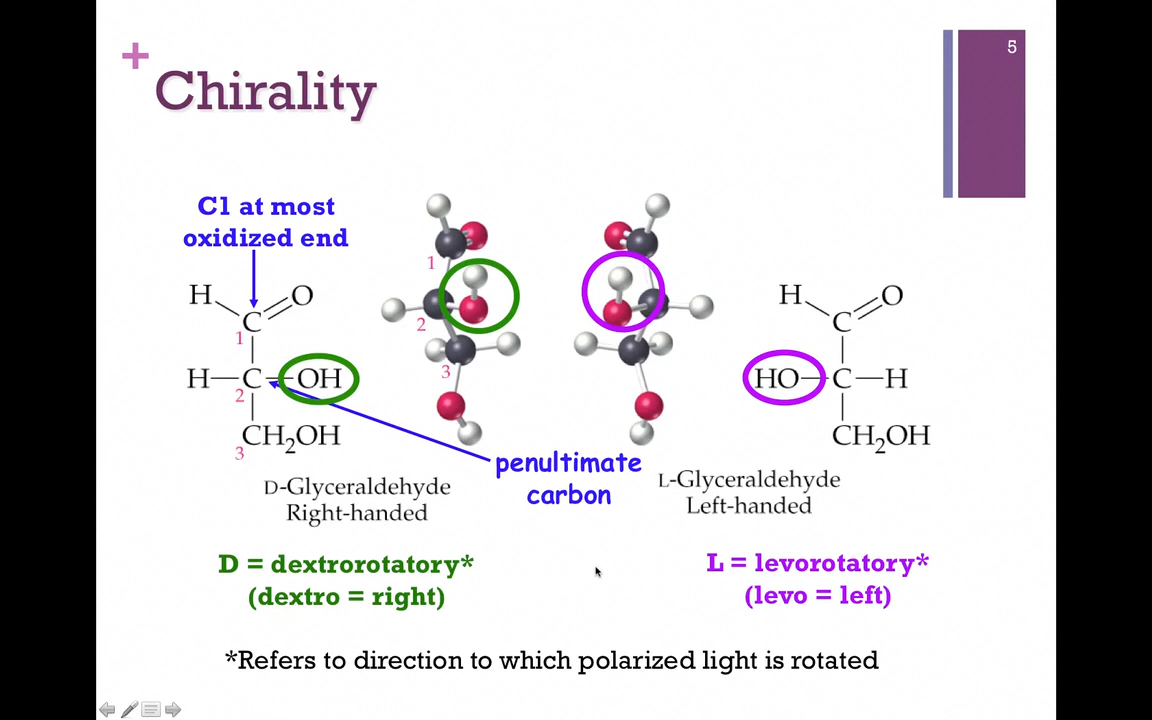 +
Chirality
5
C1 at most
oxidized end
H
O
C
1
H—C—OH
2
CH2OH
3
D-Glyceraldehyde
Right-handed
1
2
3
penultimate
carbon
H
O
C
HO—C—H
CH2OH
L-Glyceraldehyde
Left-handed
D = dextrorotatory*
(dextro = right)
L = levorotatory*
(levo = left)
*Refers to direction to which polarized light is rotated